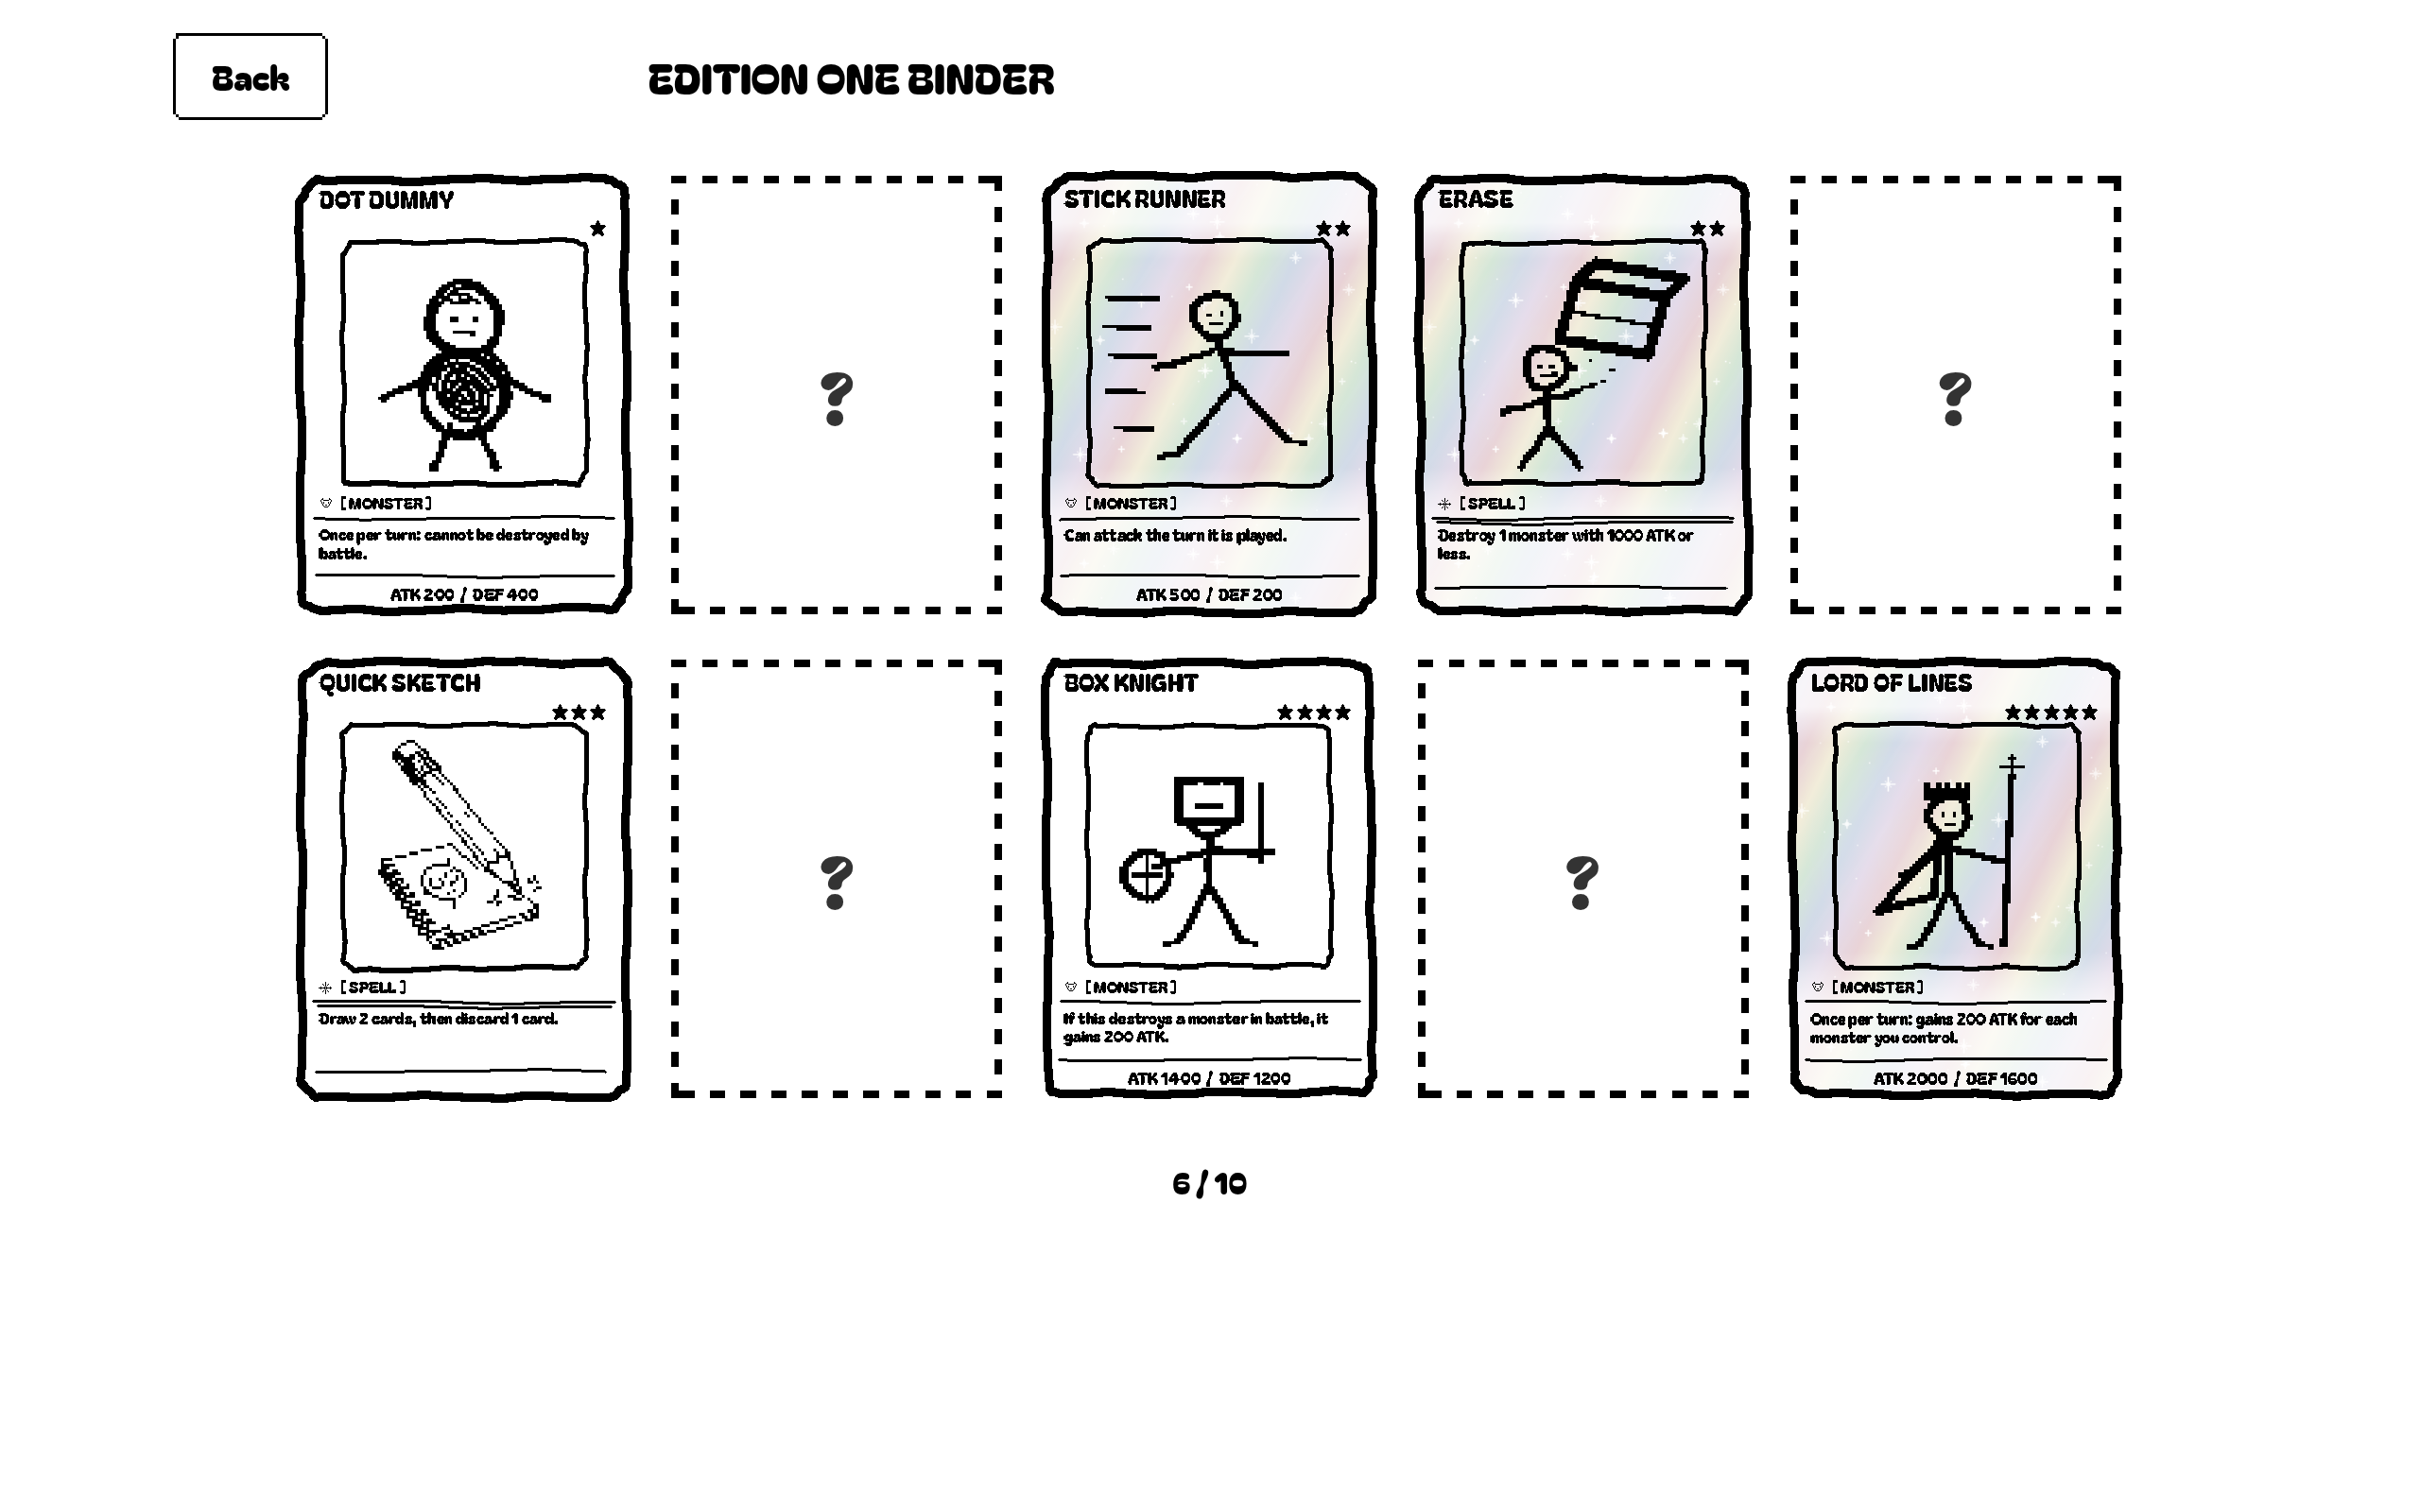 Back
EDITION ONE BINDER
DOT DUMMY
[MONSTER]
Once per turn: cannot be destroyed by
battle.
ATK 200 / DEF 400
?
STICK RUNNER
[MONSTER]
Can attack the turn it is played.
ATK 500 / DEF 200
ERASE
[SPELL]
Destroy 1 monster with 1000 ATK or
less.
?
QUICK SKETCH
[SPELL]
Draw 2 cards, then discard 1 card.
?
BOX KNIGHT
[MONSTER]
If this destroys a monster in battle, it
gains 200 ATK.
ATK 1400 / DEF 1200
?
LORD OF LINES
[MONSTER]
Once per turn: gains 200 ATK for each
monster you control.
ATK 2000 / DEF 1600
6 / 10